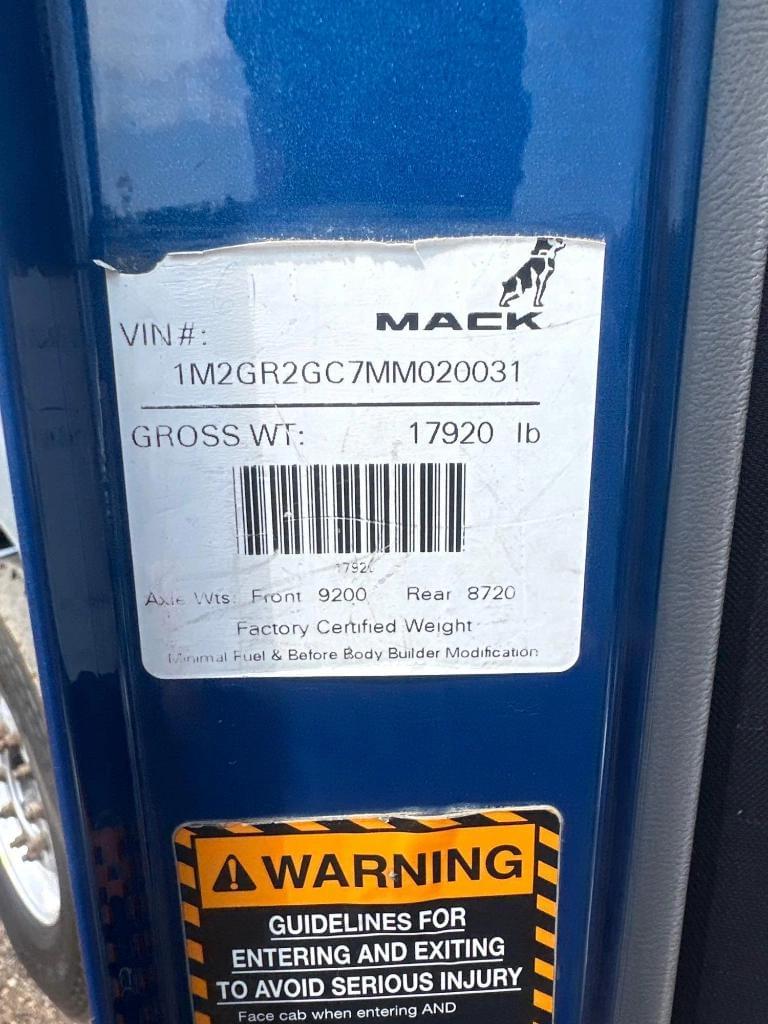 MACK
VIN#:
1M2GR2GC7MM020031
GROSS WT: 17920 lb
17920
Axle Wts: Front 9200 Rear 8720
Factory Certified Weight
Minimal Fuel & Before Body Builder Modification
WARNING
GUIDELINES FOR
ENTERING AND EXITING
TO AVOID SERIOUS INJURY
Face cab when entering AND